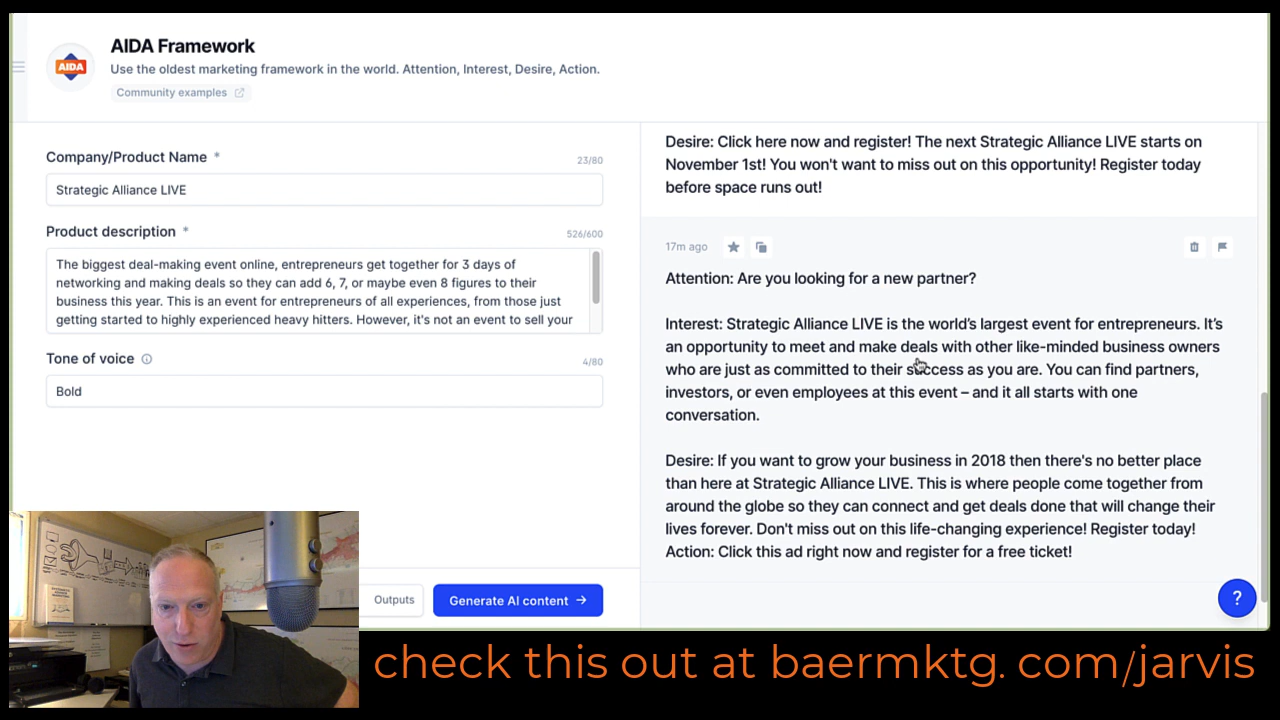 AIDA Framework
AIDA
Use the oldest marketing framework in the world. Attention, Interest, Desire, Action.
Community examples
Company/Product Name *
23/80
Strategic Alliance LIVE
Product description *
526/600
The biggest deal-making event online, entrepreneurs get together for 3 days of
networking and making deals so they can add 6, 7, or maybe even 8 figures to their
business this year. This is an event for entrepreneurs of all experiences, from those just
getting started to highly experienced heavy hitters. However, it's not an event to sell your
Tone of voice
4/80
Bold
Outputs
Generate AI content →
Desire: Click here now and register! The next Strategic Alliance LIVE starts on
November 1st! You won't want to miss out on this opportunity! Register today
before space runs out!
17m ago
Attention: Are you looking for a new partner?
Interest: Strategic Alliance LIVE is the world's largest event for entrepreneurs. It's
an opportunity to meet and make deals with other like-minded business owners
who are just as committed to their success as you are. You can find partners,
investors, or even employees at this event – and it all starts with one
conversation.
Desire: If you want to grow your business in 2018 then there's no better place
than here at Strategic Alliance LIVE. This is where people come together from
around the globe so they can connect and get deals done that will change their
lives forever. Don't miss out on this life-changing experience! Register today!
Action: Click this ad right now and register for a free ticket!
?
check this out at baermktg. com/jarvis